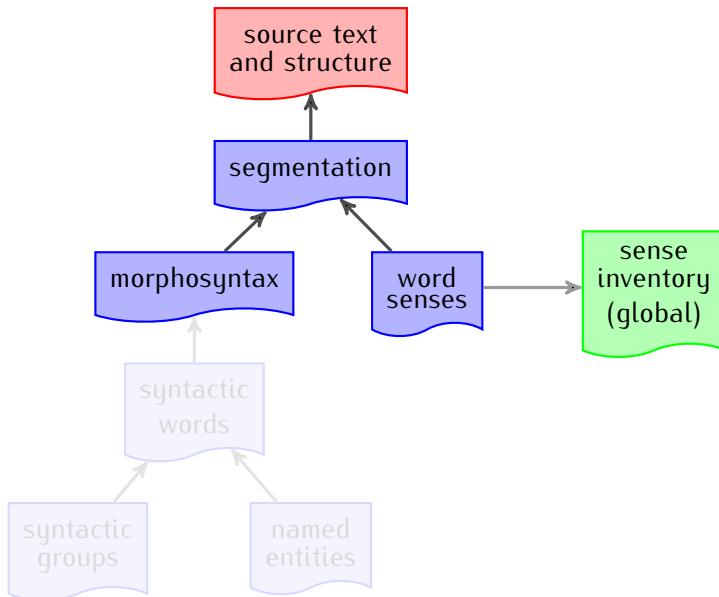 source text
and structure
segmentation
morphosyntax
word
senses
sense
inventory
(global)
syntactic
words
syntactic
groups
named
entities